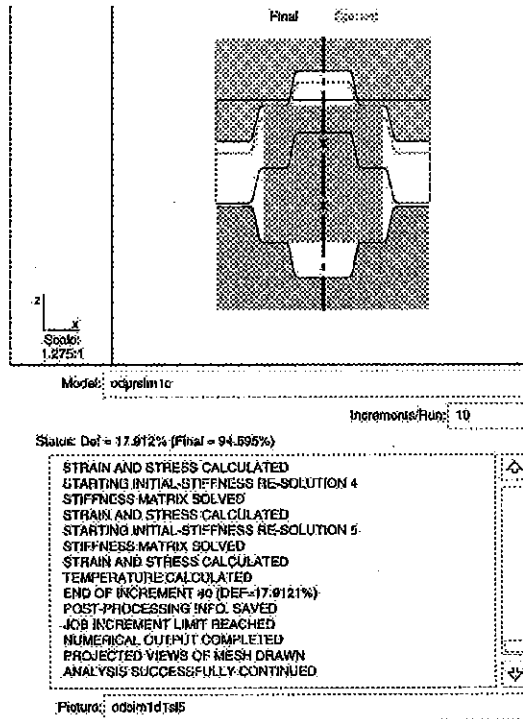 Final
z
x
Scale:
1.275:1
Model:
Increments/Run: 10
Status: Def = 17.912% (Final = 94.595%)
STRAIN AND STRESS CALCULATED
STARTING INITIAL-STIFFNESS RE-SOLUTION 4
STIFFNESS MATRIX SOLVED
STRAIN AND STRESS CALCULATED
STARTING INITIAL-STIFFNESS RE-SOLUTION 5
STIFFNESS MATRIX SOLVED
STRAIN AND STRESS CALCULATED
TEMPERATURE CALCULATED
END OF INCREMENT 40 (DEF=17.9121%)
POST-PROCESSING INFO. SAVED
JOB INCREMENT LIMIT REACHED
NUMERICAL OUTPUT COMPLETED
PROJECTED VIEWS OF MESH DRAWN
ANALYSIS SUCCESSFULLY CONTINUED
Picture: